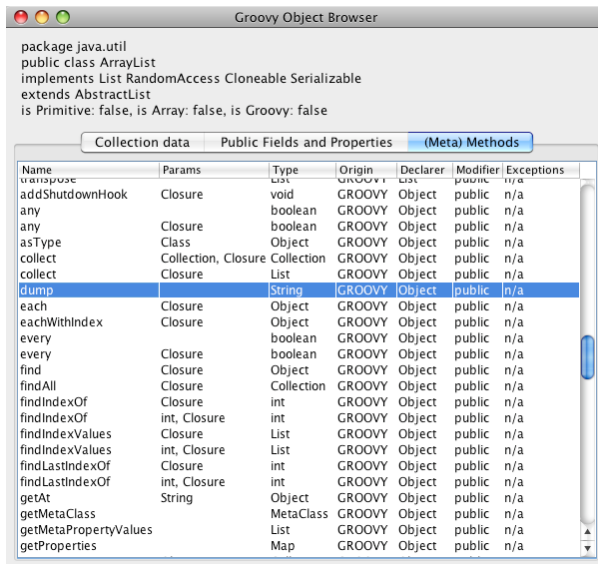 Groovy Object Browser
package java.util
public class ArrayList
implements List RandomAccess Cloneable Serializable
extends AbstractList
is Primitive: false, is Array: false, is Groovy: false
Collection data Public Fields and Properties (Meta) Methods
Name Params Type Origin Declarer Modifier Exceptions
transpose List GROOVY List public n/a
addShutdownHook Closure void GROOVY Object public n/a
any boolean GROOVY Object public n/a
any Closure boolean GROOVY Object public n/a
asType Class Object GROOVY Object public n/a
collect Collection, Closure Collection GROOVY Object public n/a
collect Closure List GROOVY Object public n/a
dump String GROOVY Object public n/a
each Closure Object GROOVY Object public n/a
eachWithIndex Closure Object GROOVY Object public n/a
every boolean GROOVY Object public n/a
every Closure boolean GROOVY Object public n/a
find Closure Object GROOVY Object public n/a
findAll Closure Collection GROOVY Object public n/a
findIndexOf Closure int GROOVY Object public n/a
findIndexOf int, Closure int GROOVY Object public n/a
findIndexValues Closure List GROOVY Object public n/a
findIndexValues int, Closure List GROOVY Object public n/a
findLastIndexOf Closure int GROOVY Object public n/a
findLastIndexOf int, Closure int GROOVY Object public n/a
getAt String Object GROOVY Object public n/a
getMetaClass MetaClass GROOVY Object public n/a
getMetaPropertyValues List GROOVY Object public n/a
getProperties Map GROOVY Object public n/a